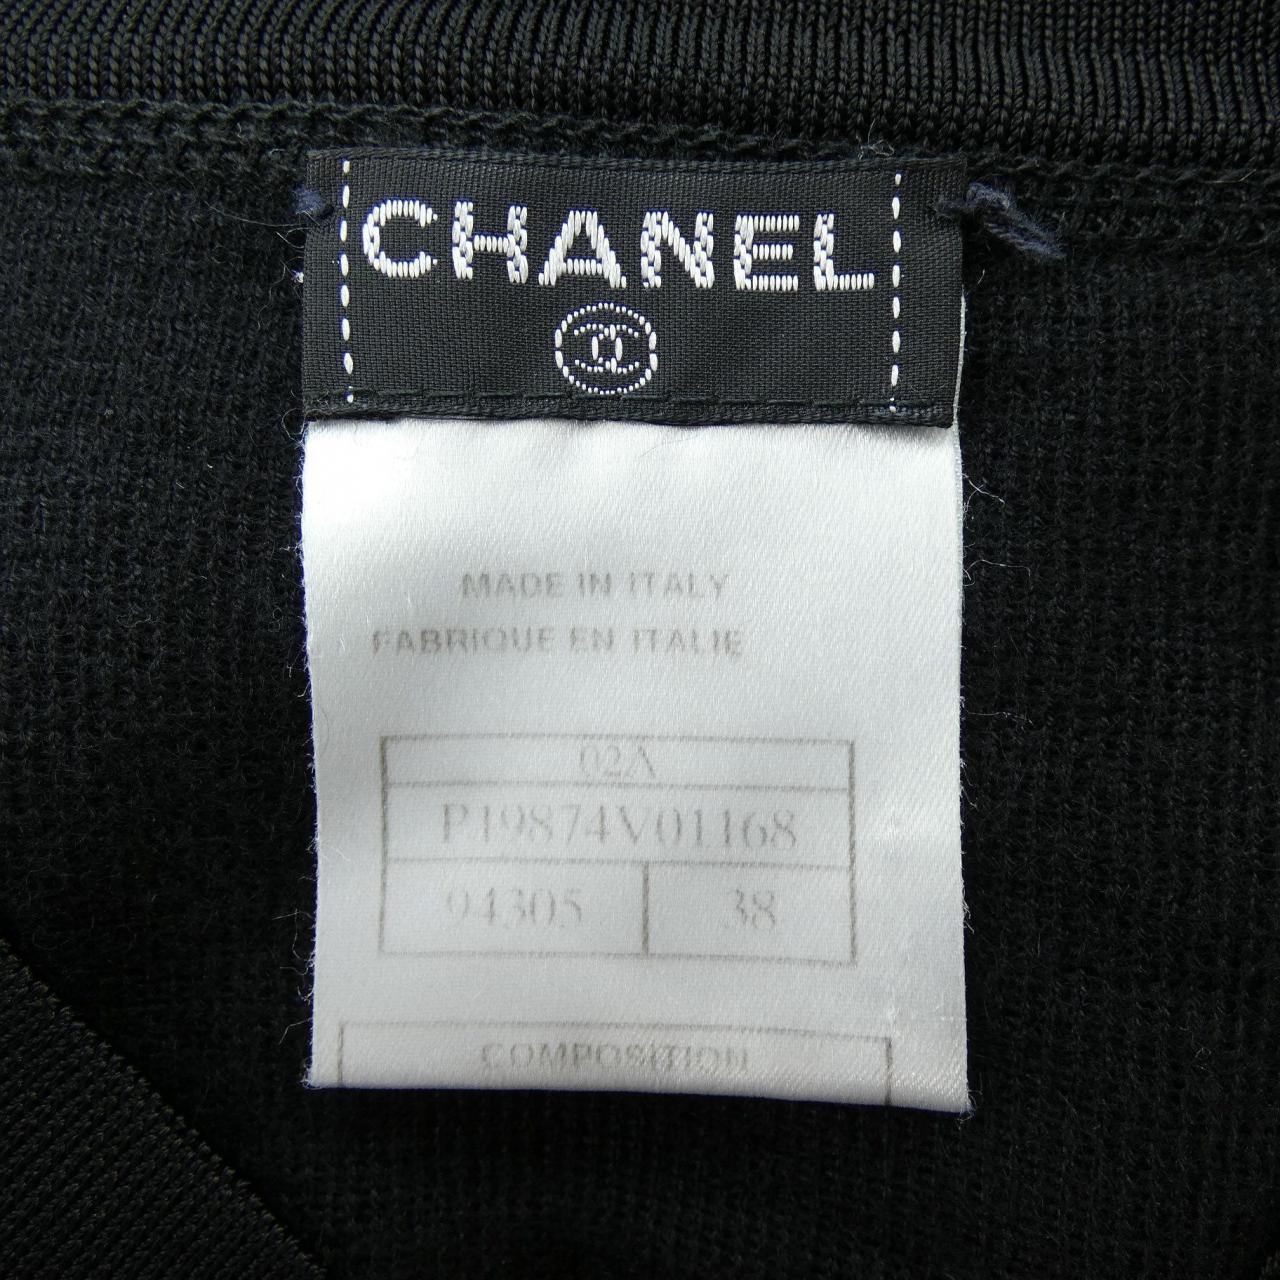 CHANEL
MADE IN ITALY
FABRIQUE EN ITALIE
02A
P19874V01168
94305 38
COMPOSITION